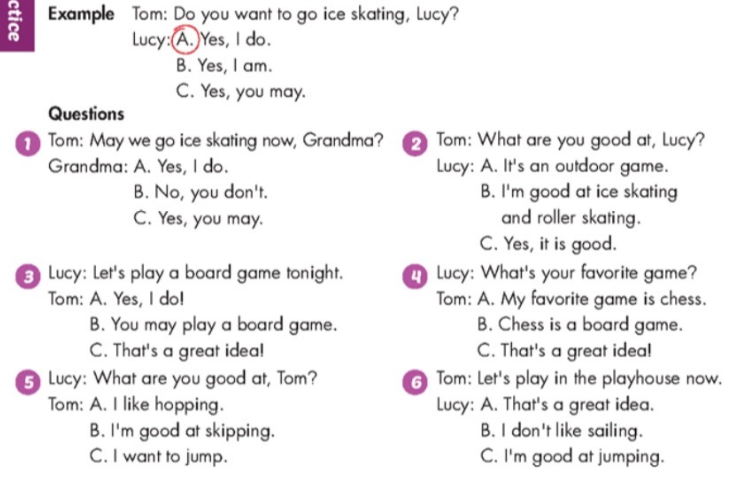 ctice
Example Tom: Do you want to go ice skating, Lucy?
Lucy: A. Yes, I do.
B. Yes, I am.
C. Yes, you may.
Questions
1 Tom: May we go ice skating now, Grandma?
Grandma: A. Yes, I do.
B. No, you don't.
C. Yes, you may.
2 Tom: What are you good at, Lucy?
Lucy: A. It's an outdoor game.
B. I'm good at ice skating
and roller skating.
C. Yes, it is good.
3 Lucy: Let's play a board game tonight.
Tom: A. Yes, I do!
B. You may play a board game.
C. That's a great idea!
4 Lucy: What's your favorite game?
Tom: A. My favorite game is chess.
B. Chess is a board game.
C. That's a great idea!
5 Lucy: What are you good at, Tom?
Tom: A. I like hopping.
B. I'm good at skipping.
C. I want to jump.
6 Tom: Let's play in the playhouse now.
Lucy: A. That's a great idea.
B. I don't like sailing.
C. I'm good at jumping.